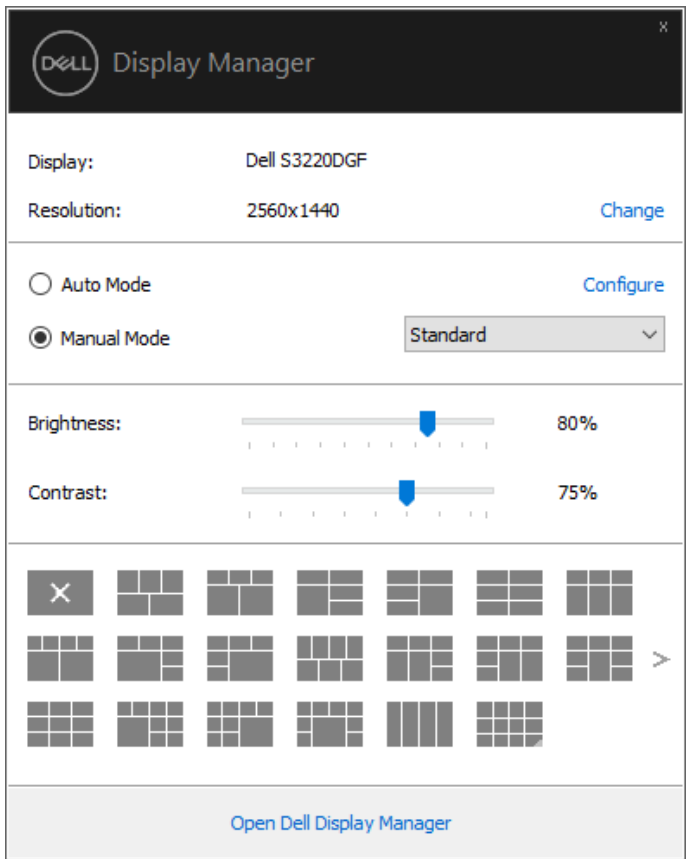 x
DELL Display Manager
Display: Dell S3220DGF
Resolution: 2560x1440 Change
Auto Mode Configure
Manual Mode Standard
Brightness: 80%
Contrast: 75%
Open Dell Display Manager